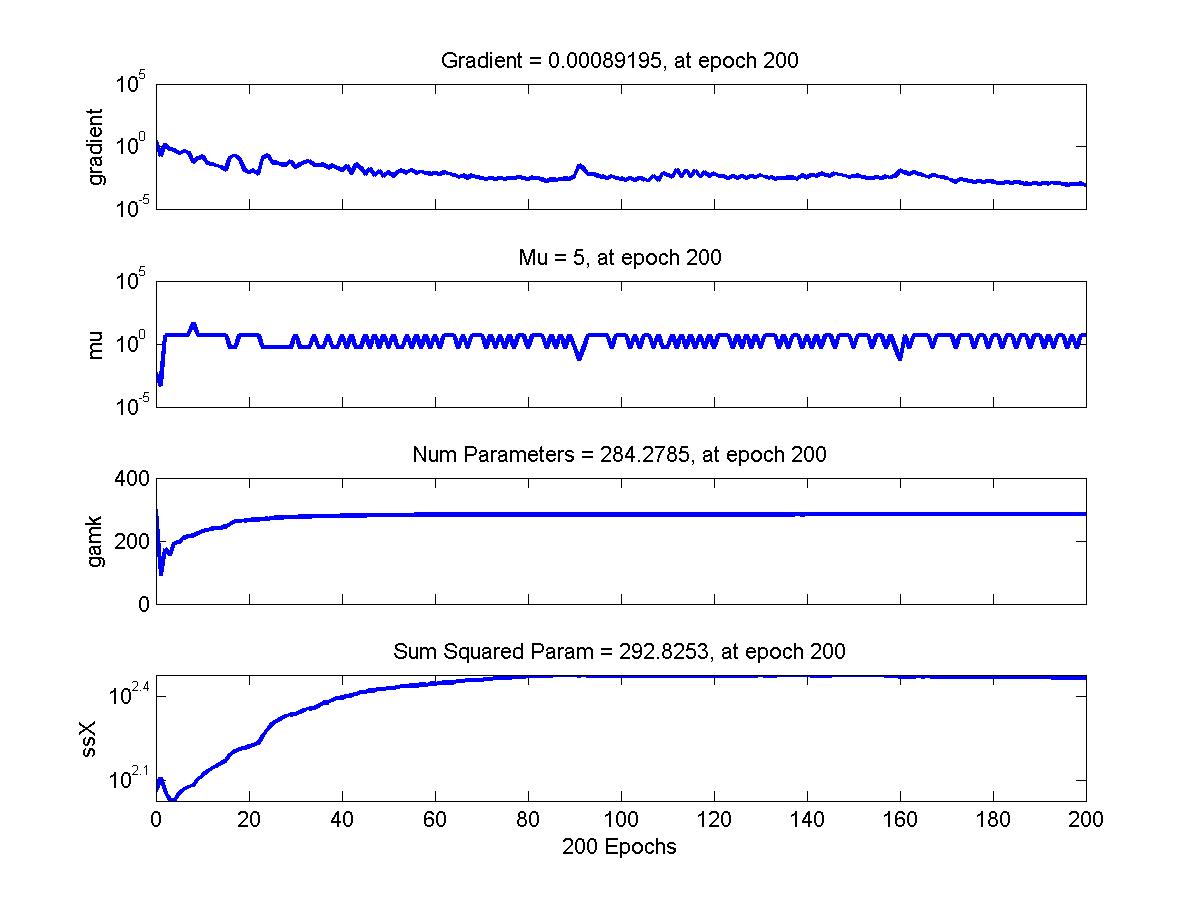 Gradient = 0.00089195, at epoch 200
10^5
10^0
10^-5
gradient
Mu = 5, at epoch 200
10^5
10^0
10^-5
mu
Num Parameters = 284.2785, at epoch 200
400
200
0
gamk
Sum Squared Param = 292.8253, at epoch 200
10^2.4
10^2.1
ssX
0 20 40 60 80 100 120 140 160 180 200
200 Epochs